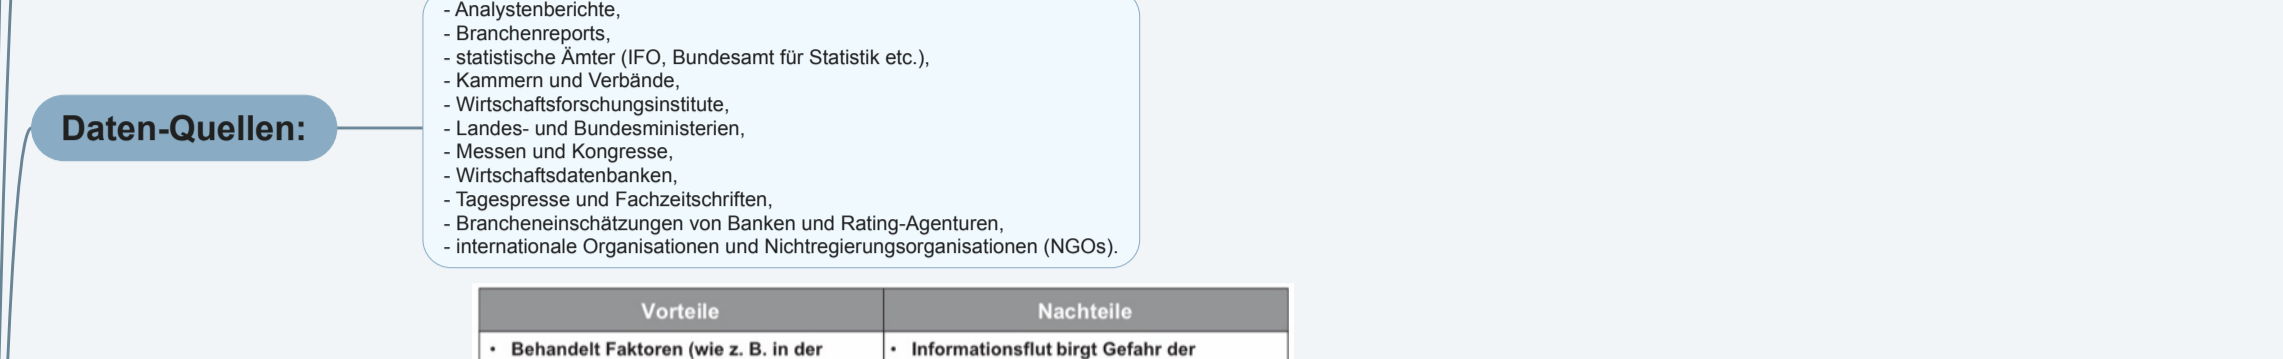 - Analystenberichte,
- Branchenreports,
- statistische Ämter (IFO, Bundesamt für Statistik etc.),
- Kammern und Verbände,
- Wirtschaftsforschungsinstitute,
Daten-Quellen:
- Landes- und Bundesministerien,
- Messen und Kongresse,
- Wirtschaftsdatenbanken,
- Tagespresse und Fachzeitschriften,
- Brancheneinschätzungen von Banken und Rating-Agenturen,
- internationale Organisationen und Nichtregierungsorganisationen (NGOs).
Vorteile
Nachteile
• Behandelt Faktoren (wie z. B. in der
• Informationsflut birgt Gefahr der